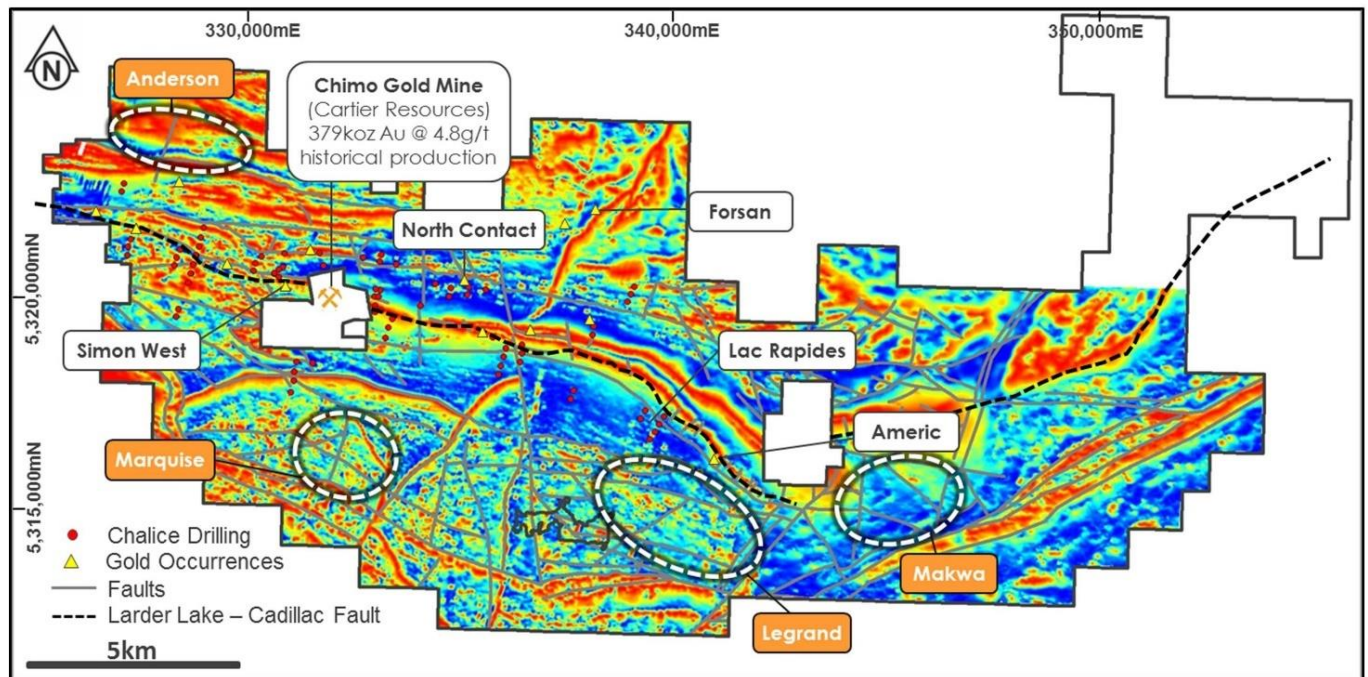 330,000mE
340,000mE
350,000mE
N
Anderson
Chimo Gold Mine
(Cartier Resources)
379koz Au @ 4.8g/t
historical production
Forsan
North Contact
5,320,000mN
Simon West
Lac Rapides
Americ
Marquise
5,315,000mN
Makwa
Legrand
Chalice Drilling
Gold Occurrences
Faults
Larder Lake – Cadillac Fault
5km